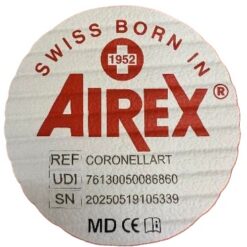 SWISS BORN IN
1952
AIREX®
REF CORONELLART
UDI 76130050086860
SN 20250519105339
MD CE